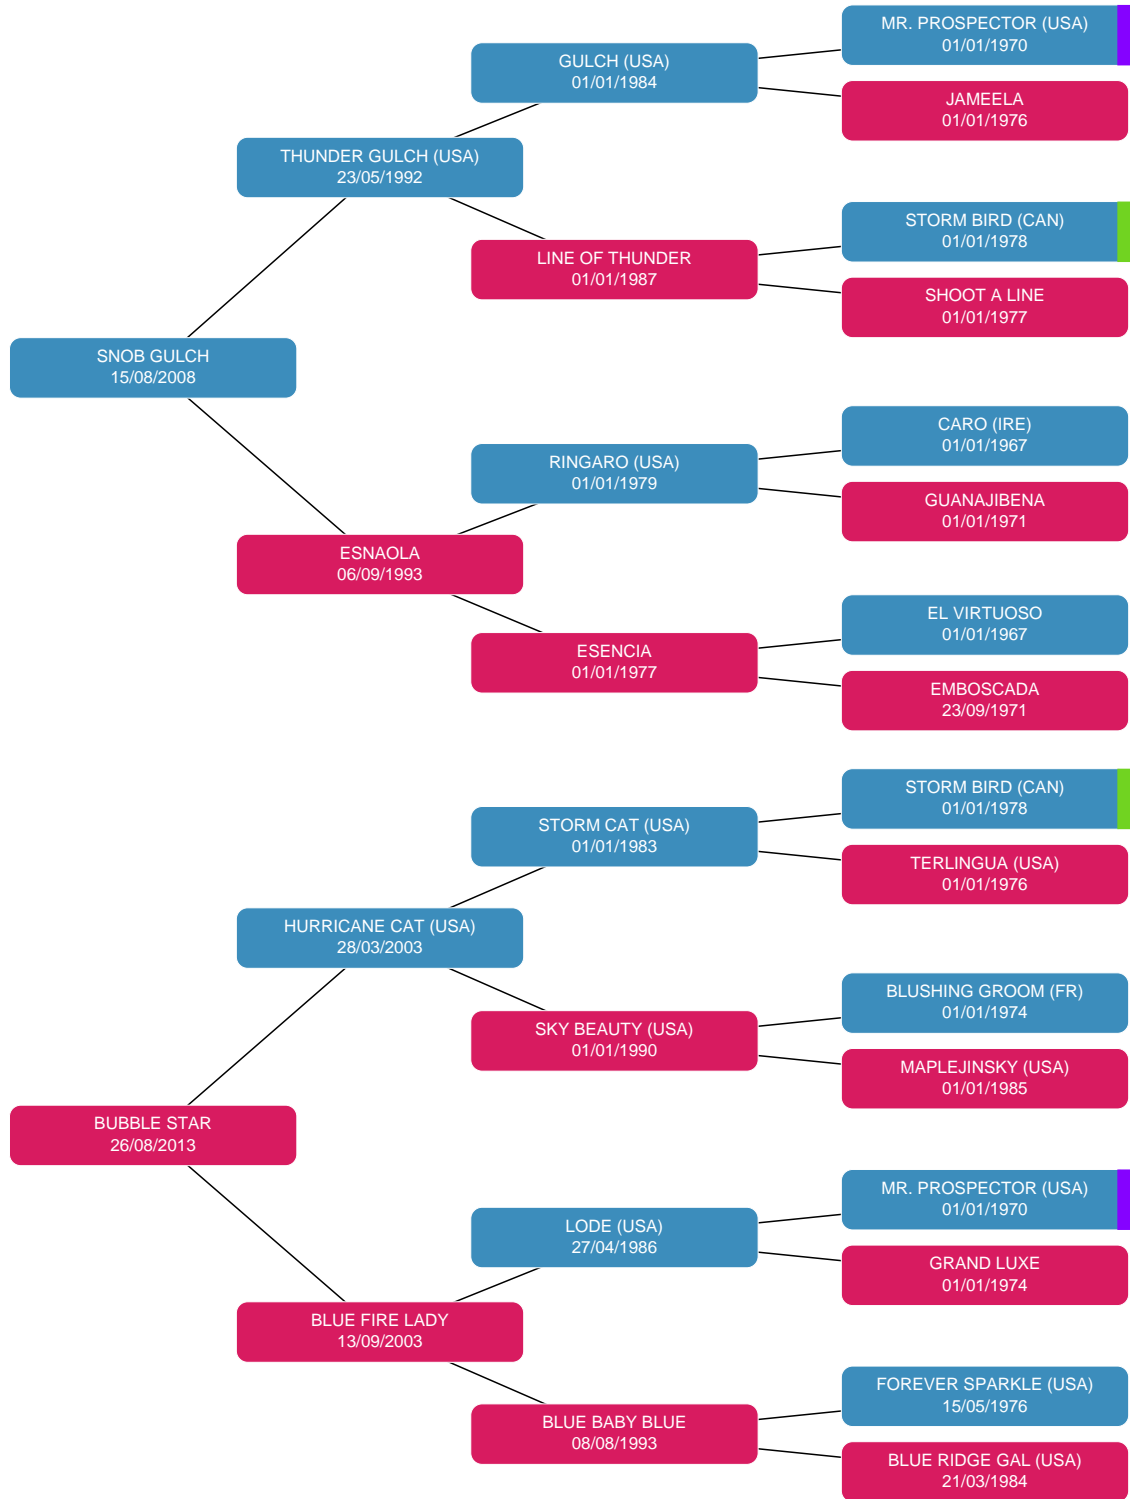 MR. PROSPECTOR (USA)
01/01/1970
GULCH (USA)
01/01/1984
JAMEELA
01/01/1976
THUNDER GULCH (USA)
23/05/1992
STORM BIRD (CAN)
01/01/1978
LINE OF THUNDER
01/01/1987
SHOOT A LINE
01/01/1977
SNOB GULCH
15/08/2008
CARO (IRE)
01/01/1967
RINGARO (USA)
01/01/1979
GUANAJIBENA
01/01/1971
ESNAOLA
06/09/1993
EL VIRTUOSO
01/01/1967
ESENCIA
01/01/1977
EMBOSCADA
23/09/1971
STORM BIRD (CAN)
01/01/1978
STORM CAT (USA)
01/01/1983
TERLINGUA (USA)
01/01/1976
HURRICANE CAT (USA)
28/03/2003
BLUSHING GROOM (FR)
01/01/1974
SKY BEAUTY (USA)
01/01/1990
MAPLEJINSKY (USA)
01/01/1985
BUBBLE STAR
26/08/2013
MR. PROSPECTOR (USA)
01/01/1970
LODE (USA)
27/04/1986
GRAND LUXE
01/01/1974
BLUE FIRE LADY
13/09/2003
FOREVER SPARKLE (USA)
15/05/1976
BLUE BABY BLUE
08/08/1993
BLUE RIDGE GAL (USA)
21/03/1984